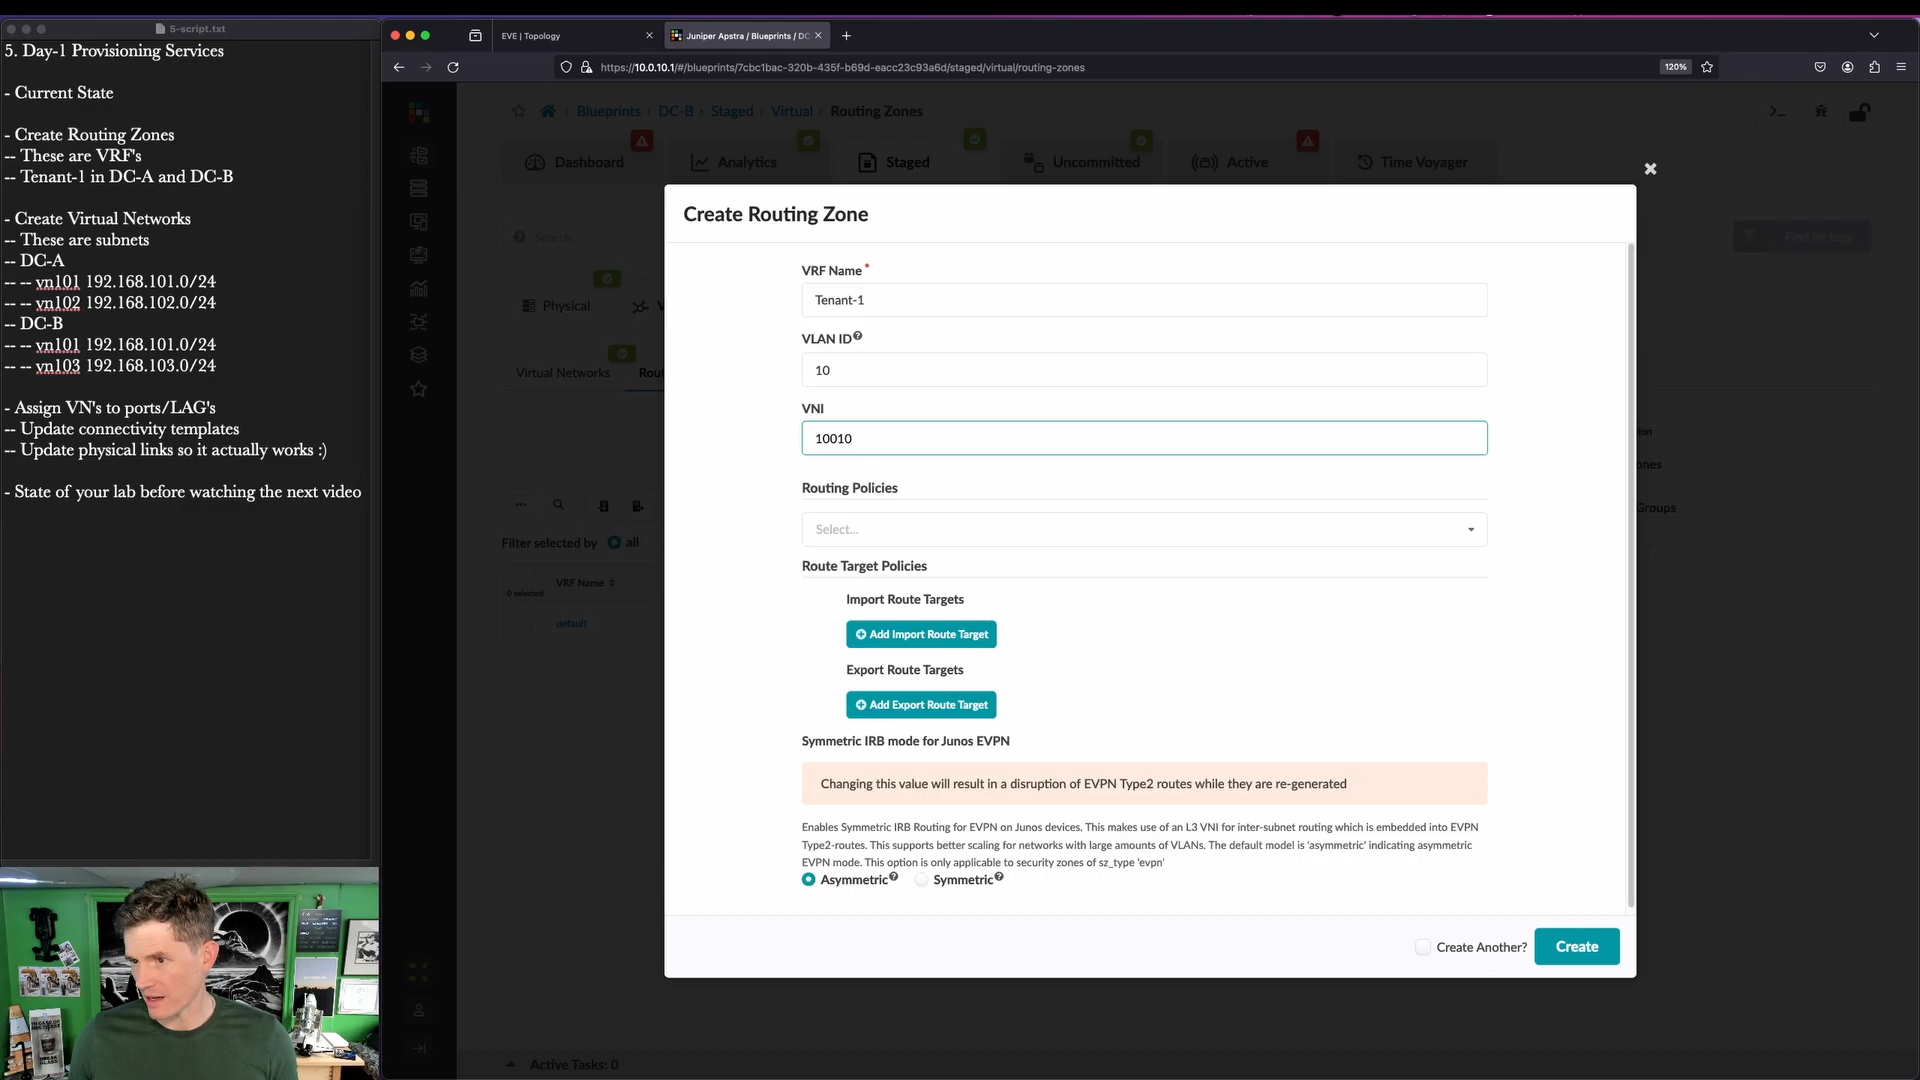 5-script.txt
5. Day-1 Provisioning Services
- Current State
- Create Routing Zones
-- These are VRF's
-- Tenant-1 in DC-A and DC-B
- Create Virtual Networks
-- These are subnets
-- DC-A
-- -- vn101 192.168.101.0/24
-- -- vn102 192.168.102.0/24
-- DC-B
-- -- vn101 192.168.101.0/24
-- -- vn103 192.168.103.0/24
- Assign VN's to ports/LAG's
-- Update connectivity templates
-- Update physical links so it actually works :)
- State of your lab before watching the next video
EVE | Topology
Juniper Apstra / Blueprints / DC
https://10.0.10.1/#/blueprints/7cbc1bac-320b-435f-b69d-eacc23c93a6d/staged/virtual/routing-zones
120%
Blueprints DC-B Staged Virtual Routing Zones
Dashboard Analytics Staged Uncommitted Active Time Voyager
Search...
Find by tags
Physical
Virtual Networks
Filter selected by all
VRF Name
0 selected
default
Groups
Create Routing Zone
VRF Name *
Tenant-1
VLAN ID
10
VNI
10010
Routing Policies
Select...
Route Target Policies
Import Route Targets
Add Import Route Target
Export Route Targets
Add Export Route Target
Symmetric IRB mode for Junos EVPN
Changing this value will result in a disruption of EVPN Type2 routes while they are re-generated
Enables Symmetric IRB Routing for EVPN on Junos devices. This makes use of an L3 VNI for inter-subnet routing which is embedded into EVPN
Type2-routes. This supports better scaling for networks with large amounts of VLANs. The default model is 'asymmetric' indicating asymmetric
EVPN mode. This option is only applicable to security zones of sz_type 'evpn'
Asymmetric Symmetric
Create Another? Create
Active Tasks: 0